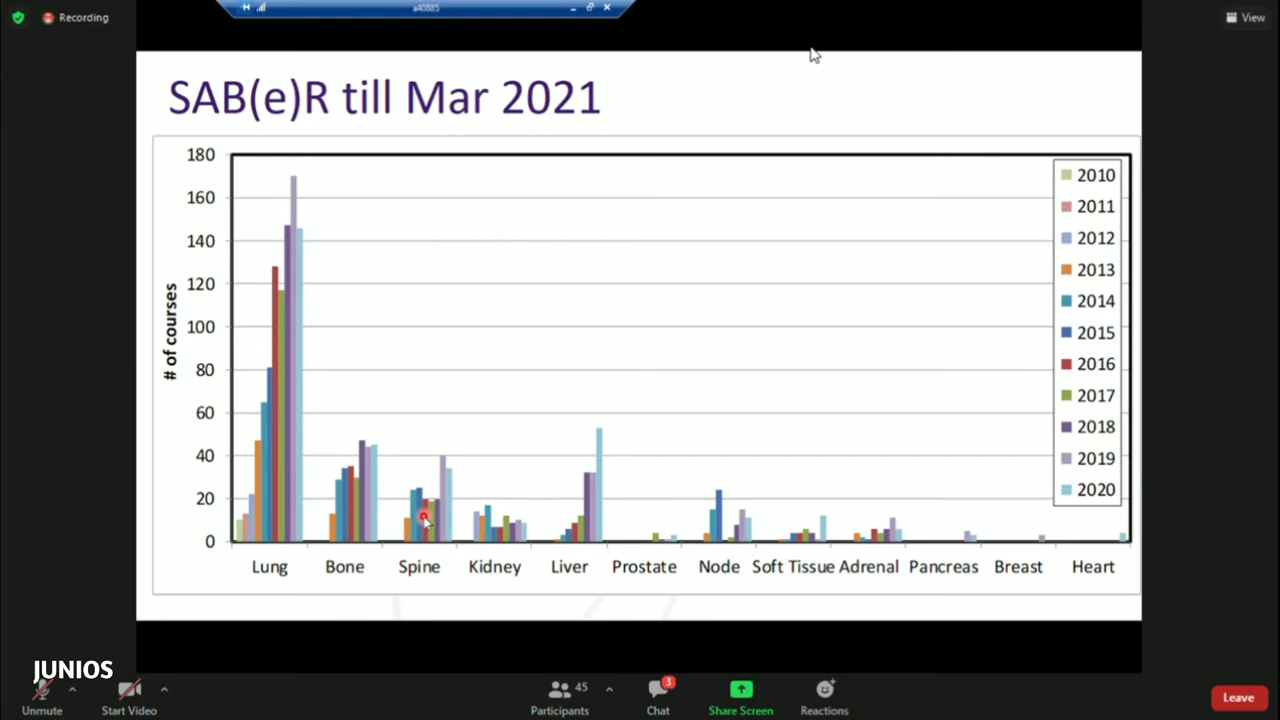 Recording
a40885
View
SAB(e)R till Mar 2021
# of courses
180
160
140
120
100
80
60
40
20
0
2010
2011
2012
2013
2014
2015
2016
2017
2018
2019
2020
Lung Bone Spine Kidney Liver Prostate Node Soft Tissue Adrenal Pancreas Breast Heart
JUNIOS
45
3
Unmute Start Video Participants Chat Share Screen Reactions Leave